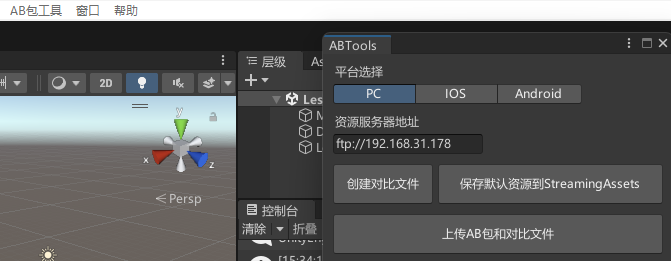 AB包工具 窗口 帮助
ABTools
平台选择
PC IOS Android
资源服务器地址
ftp://192.168.31.178
创建对比文件 保存默认资源到StreamingAssets
上传AB包和对比文件
2D
层级 As
Les
M
D
L
y
x
z
Persp
控制台
清除 折叠
UnityEn
[15:34:1